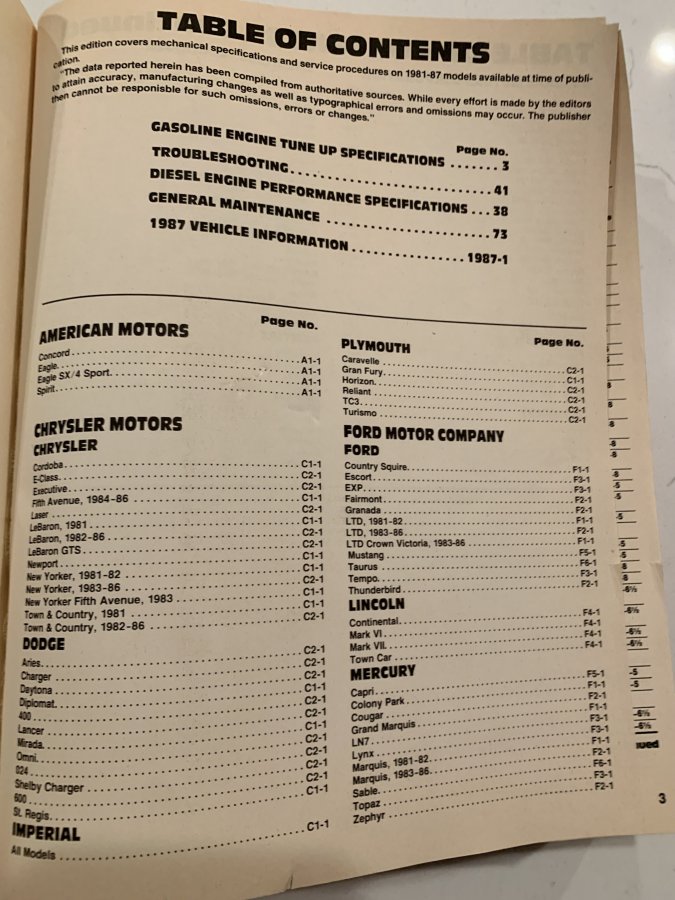 TABLE OF CONTENTS
This edition covers mechanical specifications and service procedures on 1981-87 models available at time of publi-
cation.
"The data reported herein has been compiled from authoritative sources. While every effort is made by the editors
to attain accuracy, manufacturing changes as well as typographical errors and omissions may occur. The publisher
then cannot be responisble for such omissions, errors or changes."
Page No.
GASOLINE ENGINE TUNE UP SPECIFICATIONS ....... 3
TROUBLESHOOTING ....... 41
DIESEL ENGINE PERFORMANCE SPECIFICATIONS ... 38
GENERAL MAINTENANCE ....... 73
1987 VEHICLE INFORMATION ....... 1987-1
AMERICAN MOTORS Page No.
Concord ....... A1-1
Eagle ....... A1-1
Eagle SX/4 Sport ....... A1-1
Spirit ....... A1-1
CHRYSLER MOTORS
CHRYSLER
Cordoba ....... C1-1
E-Class ....... C2-1
Executive ....... C2-1
Fifth Avenue, 1984-86 ....... C1-1
Laser ....... C2-1
LeBaron, 1981 ....... C1-1
LeBaron, 1982-86 ....... C2-1
LeBaron GTS ....... C2-1
Newport ....... C1-1
New Yorker, 1981-82 ....... C1-1
New Yorker, 1983-86 ....... C2-1
New Yorker Fifth Avenue, 1983 ....... C1-1
Town & Country, 1981 ....... C1-1
Town & Country, 1982-86 ....... C2-1
DODGE
Aries ....... C2-1
Charger ....... C2-1
Daytona ....... C2-1
Diplomat ....... C1-1
400 ....... C2-1
Lancer ....... C2-1
Mirada ....... C1-1
Omni ....... C2-1
024 ....... C2-1
Shelby Charger ....... C2-1
600 ....... C2-1
St. Regis ....... C1-1
IMPERIAL
All Models ....... C1-1
PLYMOUTH Page No.
Caravelle ....... C2-1
Gran Fury ....... C1-1
Horizon ....... C2-1
Reliant ....... C2-1
TC3 ....... C2-1
Turismo ....... C2-1
FORD MOTOR COMPANY
FORD
Country Squire ....... F1-1
Escort ....... F3-1
EXP ....... F3-1
Fairmont ....... F2-1
Granada ....... F2-1
LTD, 1981-82 ....... F1-1
LTD, 1983-86 ....... F2-1
LTD Crown Victoria, 1983-86 ....... F1-1
Mustang ....... F5-1
Taurus ....... F6-1
Tempo ....... F3-1
Thunderbird ....... F2-1
LINCOLN
Continental ....... F4-1
Mark VI ....... F4-1
Mark VII ....... F4-1
Town Car ....... F4-1
MERCURY
Capri ....... F5-1
Colony Park ....... F1-1
Cougar ....... F2-1
Grand Marquis ....... F1-1
LN7 ....... F3-1
Lynx ....... F3-1
Marquis, 1981-82 ....... F1-1
Marquis, 1983-86 ....... F2-1
Sable ....... F6-1
Topaz ....... F3-1
Zephyr ....... F2-1
3